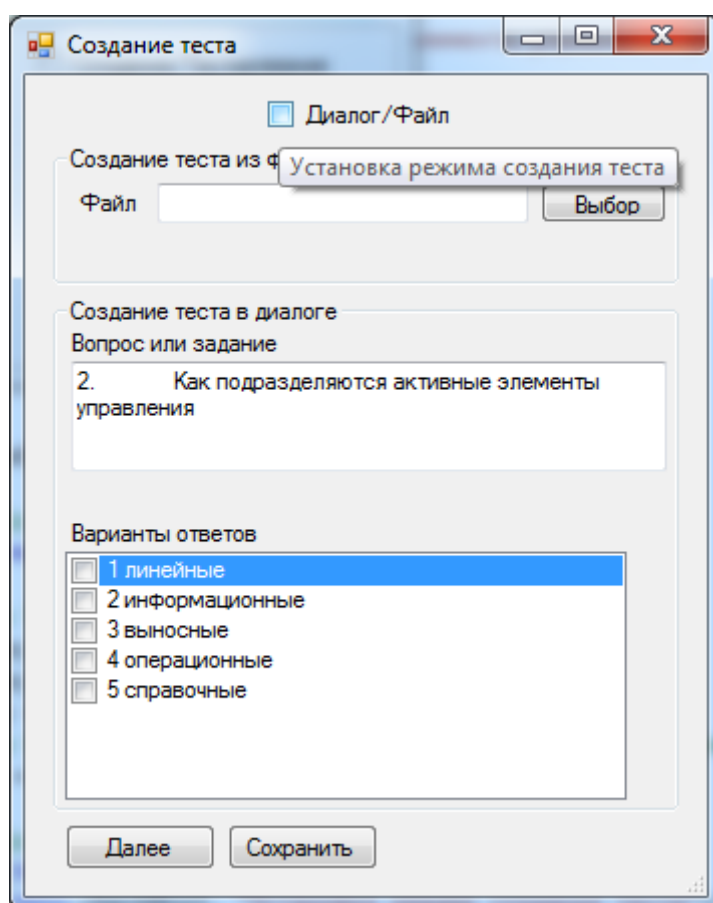 Создание теста
Диалог/Файл
Создание теста из ф
Установка режима создания теста
Файл
Выбор
Создание теста в диалоге
Вопрос или задание
2. Как подразделяются активные элементы
управления
Варианты ответов
1 линейные
2 информационные
3 выносные
4 операционные
5 справочные
Далее
Сохранить